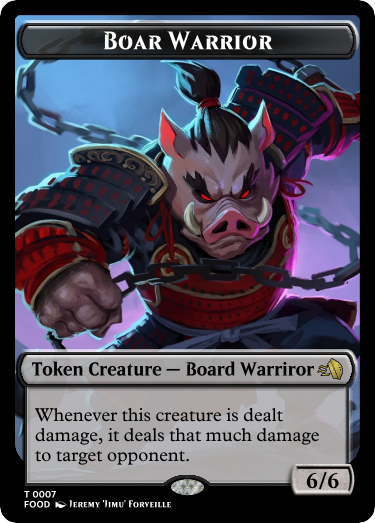 Boar Warrior
Token Creature — Board Warriror
Whenever this creature is dealt
damage, it deals that much damage
to target opponent.
6/6
T 0007
FOOD Jeremy 'Jimu' Forveille